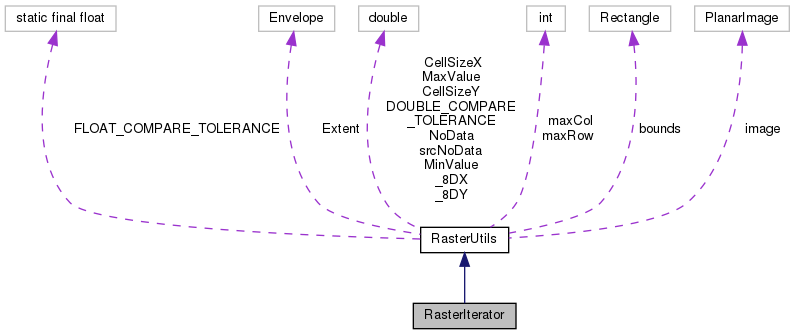 static final float
Envelope
double
int
Rectangle
PlanarImage
FLOAT_COMPARE_TOLERANCE
Extent
CellSizeX
MaxValue
CellSizeY
DOUBLE_COMPARE
_TOLERANCE
NoData
srcNoData
MinValue
_8DX
_8DY
maxCol
maxRow
bounds
image
RasterUtils
RasterIterator